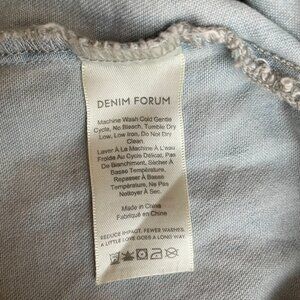 DENIM FORUM
Machine Wash Cold Gentle
Cycle, No Bleach, Tumble Dry
Low, Low Iron, Do Not Dry
Clean.
Laver À La Machine À L'eau
Froide Au Cycle Délicat, Pas
De Blanchiment, Sécher À
Basse Température,
Repasser À Basse
Température, Ne Pas
Nettoyer À Sec.
Made in China
Fabriqué en Chine
REDUCE IMPACT. FEWER WASHES.
A LITTLE LOVE GOES A LONG WAY.